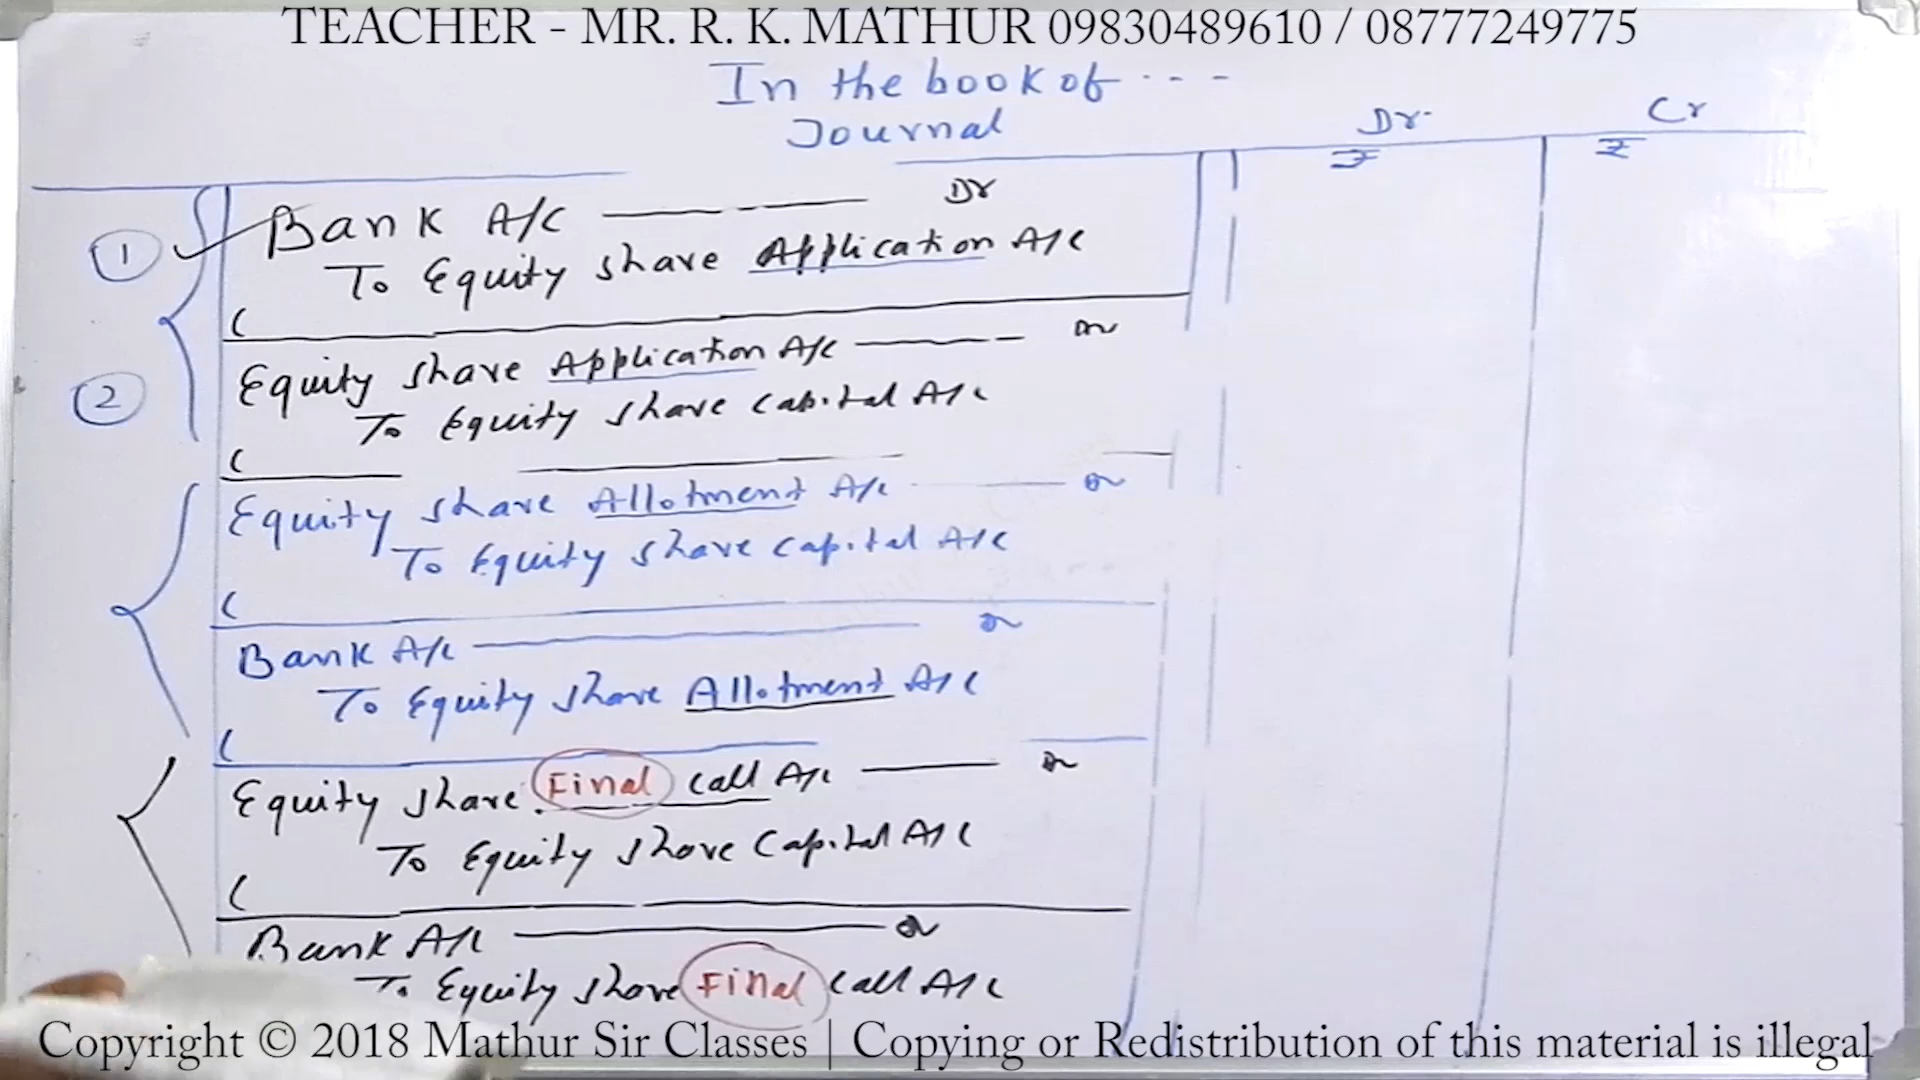 TEACHER - MR. R. K. MATHUR 09830489610 / 08777249775
In the book of ---
Journal
Dr. Cr
₹ ₹
1 Bank A/c Dr
To Equity share Application A/c
(
2 Equity share Application A/c Dr
To Equity share capital A/c
(
Equity share Allotment A/c Dr
To Equity share capital A/c
(
Bank A/c Dr
To Equity share Allotment A/c
(
Equity share Final call A/c Dr
To Equity share Capital A/c
(
Bank A/c Dr
To Equity share Final call A/c
Copyright © 2018 Mathur Sir Classes | Copying or Redistribution of this material is illegal